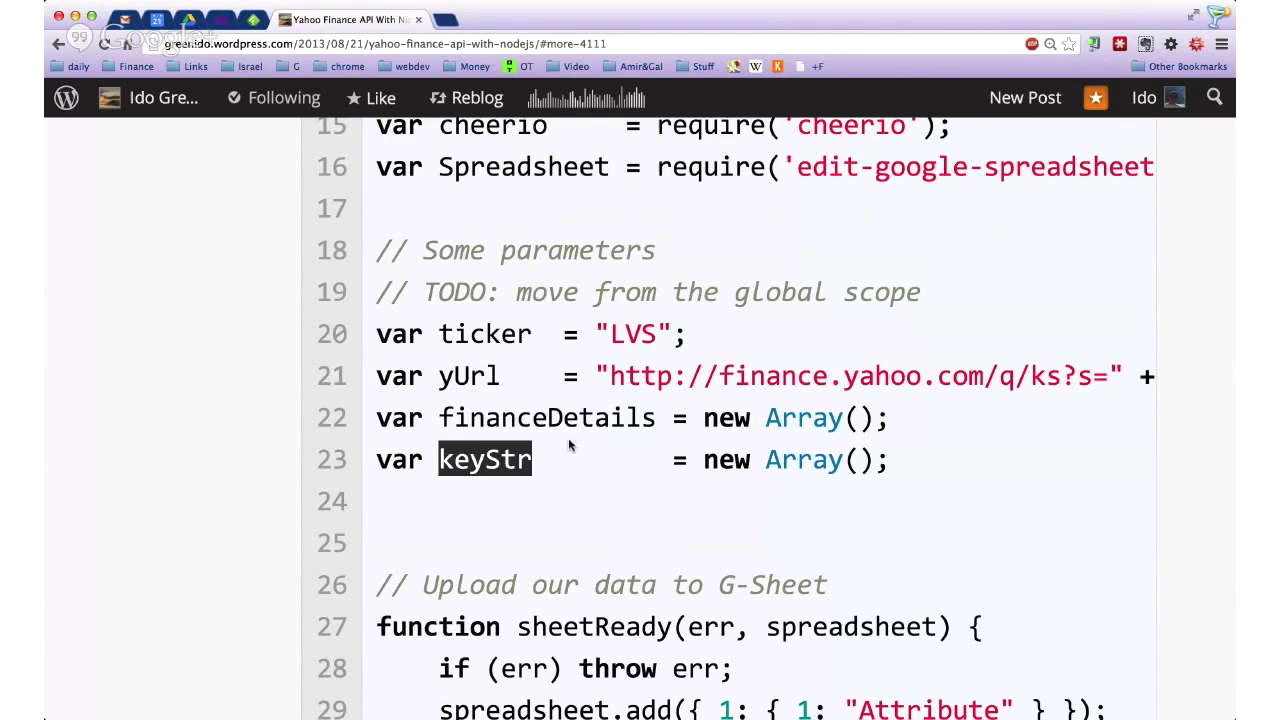 Yahoo Finance API With No
greenido.wordpress.com/2013/08/21/yahoo-finance-api-with-nodejs/#more-4111
Google+
daily Finance Links Israel G chrome webdev Money OT Video Amir&Gal Stuff W K +F Other Bookmarks
Ido Gre... Following Like Reblog New Post Ido
15 var cheerio = require('cheerio');
16 var Spreadsheet = require('edit-google-spreadsheet
17
18 // Some parameters
19 // TODO: move from the global scope
20 var ticker = "LVS";
21 var yUrl = "http://finance.yahoo.com/q/ks?s=" +
22 var financeDetails = new Array();
23 var keyStr = new Array();
24
25
26 // Upload our data to G-Sheet
27 function sheetReady(err, spreadsheet) {
28 if (err) throw err;
29 spreadsheet.add({ 1: { 1: "Attribute" } });